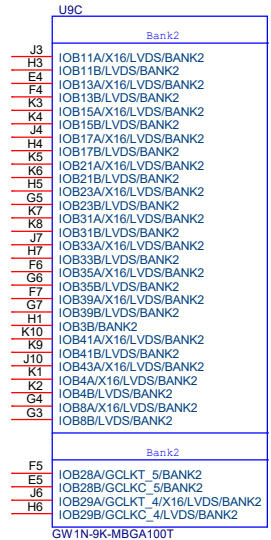 U9C
Bank2
J3 IOB11A/X16/LVDS/BANK2
H3 IOB11B/LVDS/BANK2
E4 IOB13A/X16/LVDS/BANK2
F4 IOB13B/LVDS/BANK2
K3 IOB15A/X16/LVDS/BANK2
K4 IOB15B/LVDS/BANK2
J4 IOB17A/X16/LVDS/BANK2
H4 IOB17B/LVDS/BANK2
K5 IOB21A/X16/LVDS/BANK2
K6 IOB21B/LVDS/BANK2
H5 IOB23A/X16/LVDS/BANK2
G5 IOB23B/LVDS/BANK2
K7 IOB31A/X16/LVDS/BANK2
K8 IOB31B/LVDS/BANK2
J7 IOB33A/X16/LVDS/BANK2
H7 IOB33B/LVDS/BANK2
F6 IOB35A/X16/LVDS/BANK2
G6 IOB35B/LVDS/BANK2
F7 IOB39A/X16/LVDS/BANK2
G7 IOB39B/LVDS/BANK2
H1 IOB3B/BANK2
K10 IOB41A/X16/LVDS/BANK2
K9 IOB41B/LVDS/BANK2
J10 IOB43A/X16/LVDS/BANK2
K1 IOB4A/X16/LVDS/BANK2
K2 IOB4B/LVDS/BANK2
G4 IOB8A/X16/LVDS/BANK2
G3 IOB8B/LVDS/BANK2
Bank2
F5 IOB28A/GCLKT_5/BANK2
E5 IOB28B/GCLKC_5/BANK2
J6 IOB29A/GCLKT_4/X16/LVDS/BANK2
H6 IOB29B/GCLKC_4/LVDS/BANK2
GW1N-9K-MBGA100T